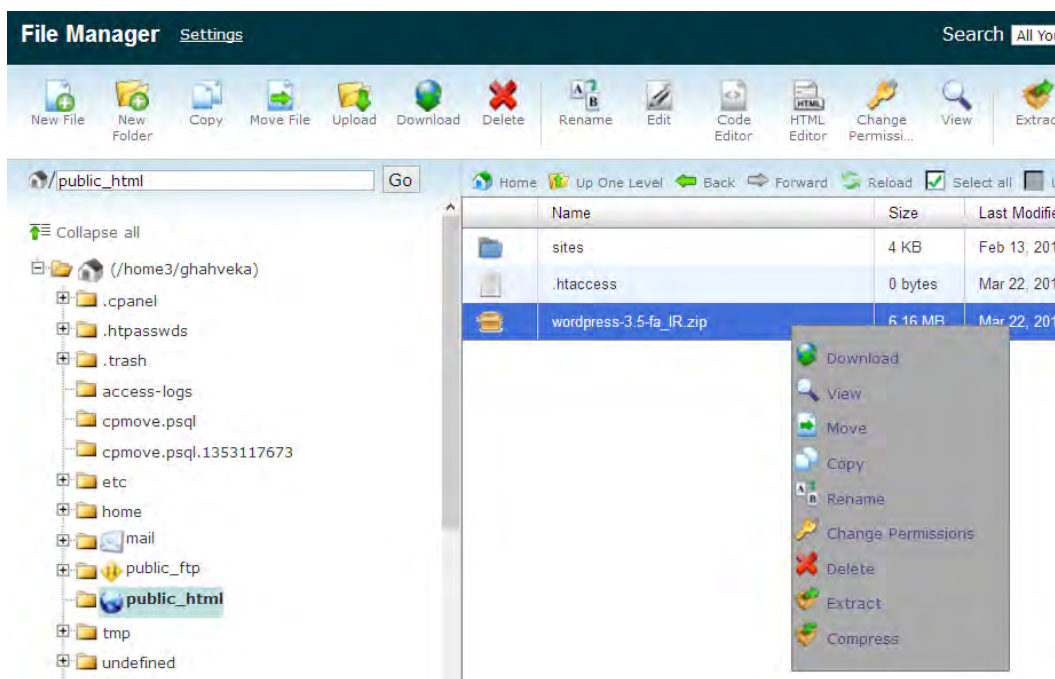 File Manager Settings Search All You
New File New Folder Copy Move File Upload Download Delete Rename Edit Code Editor HTML Editor Change Permissi... View Extrac
/public_html Go
Home Up One Level Back Forward Reload Select all
Collapse all
(/home3/ghahveka)
.cpanel
.htpasswds
.trash
access-logs
cpmove.psql
cpmove.psql.1353117673
etc
home
mail
public_ftp
public_html
tmp
undefined
Name Size Last Modifie
sites 4 KB Feb 13, 201
.htaccess 0 bytes Mar 22, 201
wordpress-3.5-fa_IR.zip 6.16 MB Mar 22, 201
Download
View
Move
Copy
Rename
Change Permissions
Delete
Extract
Compress